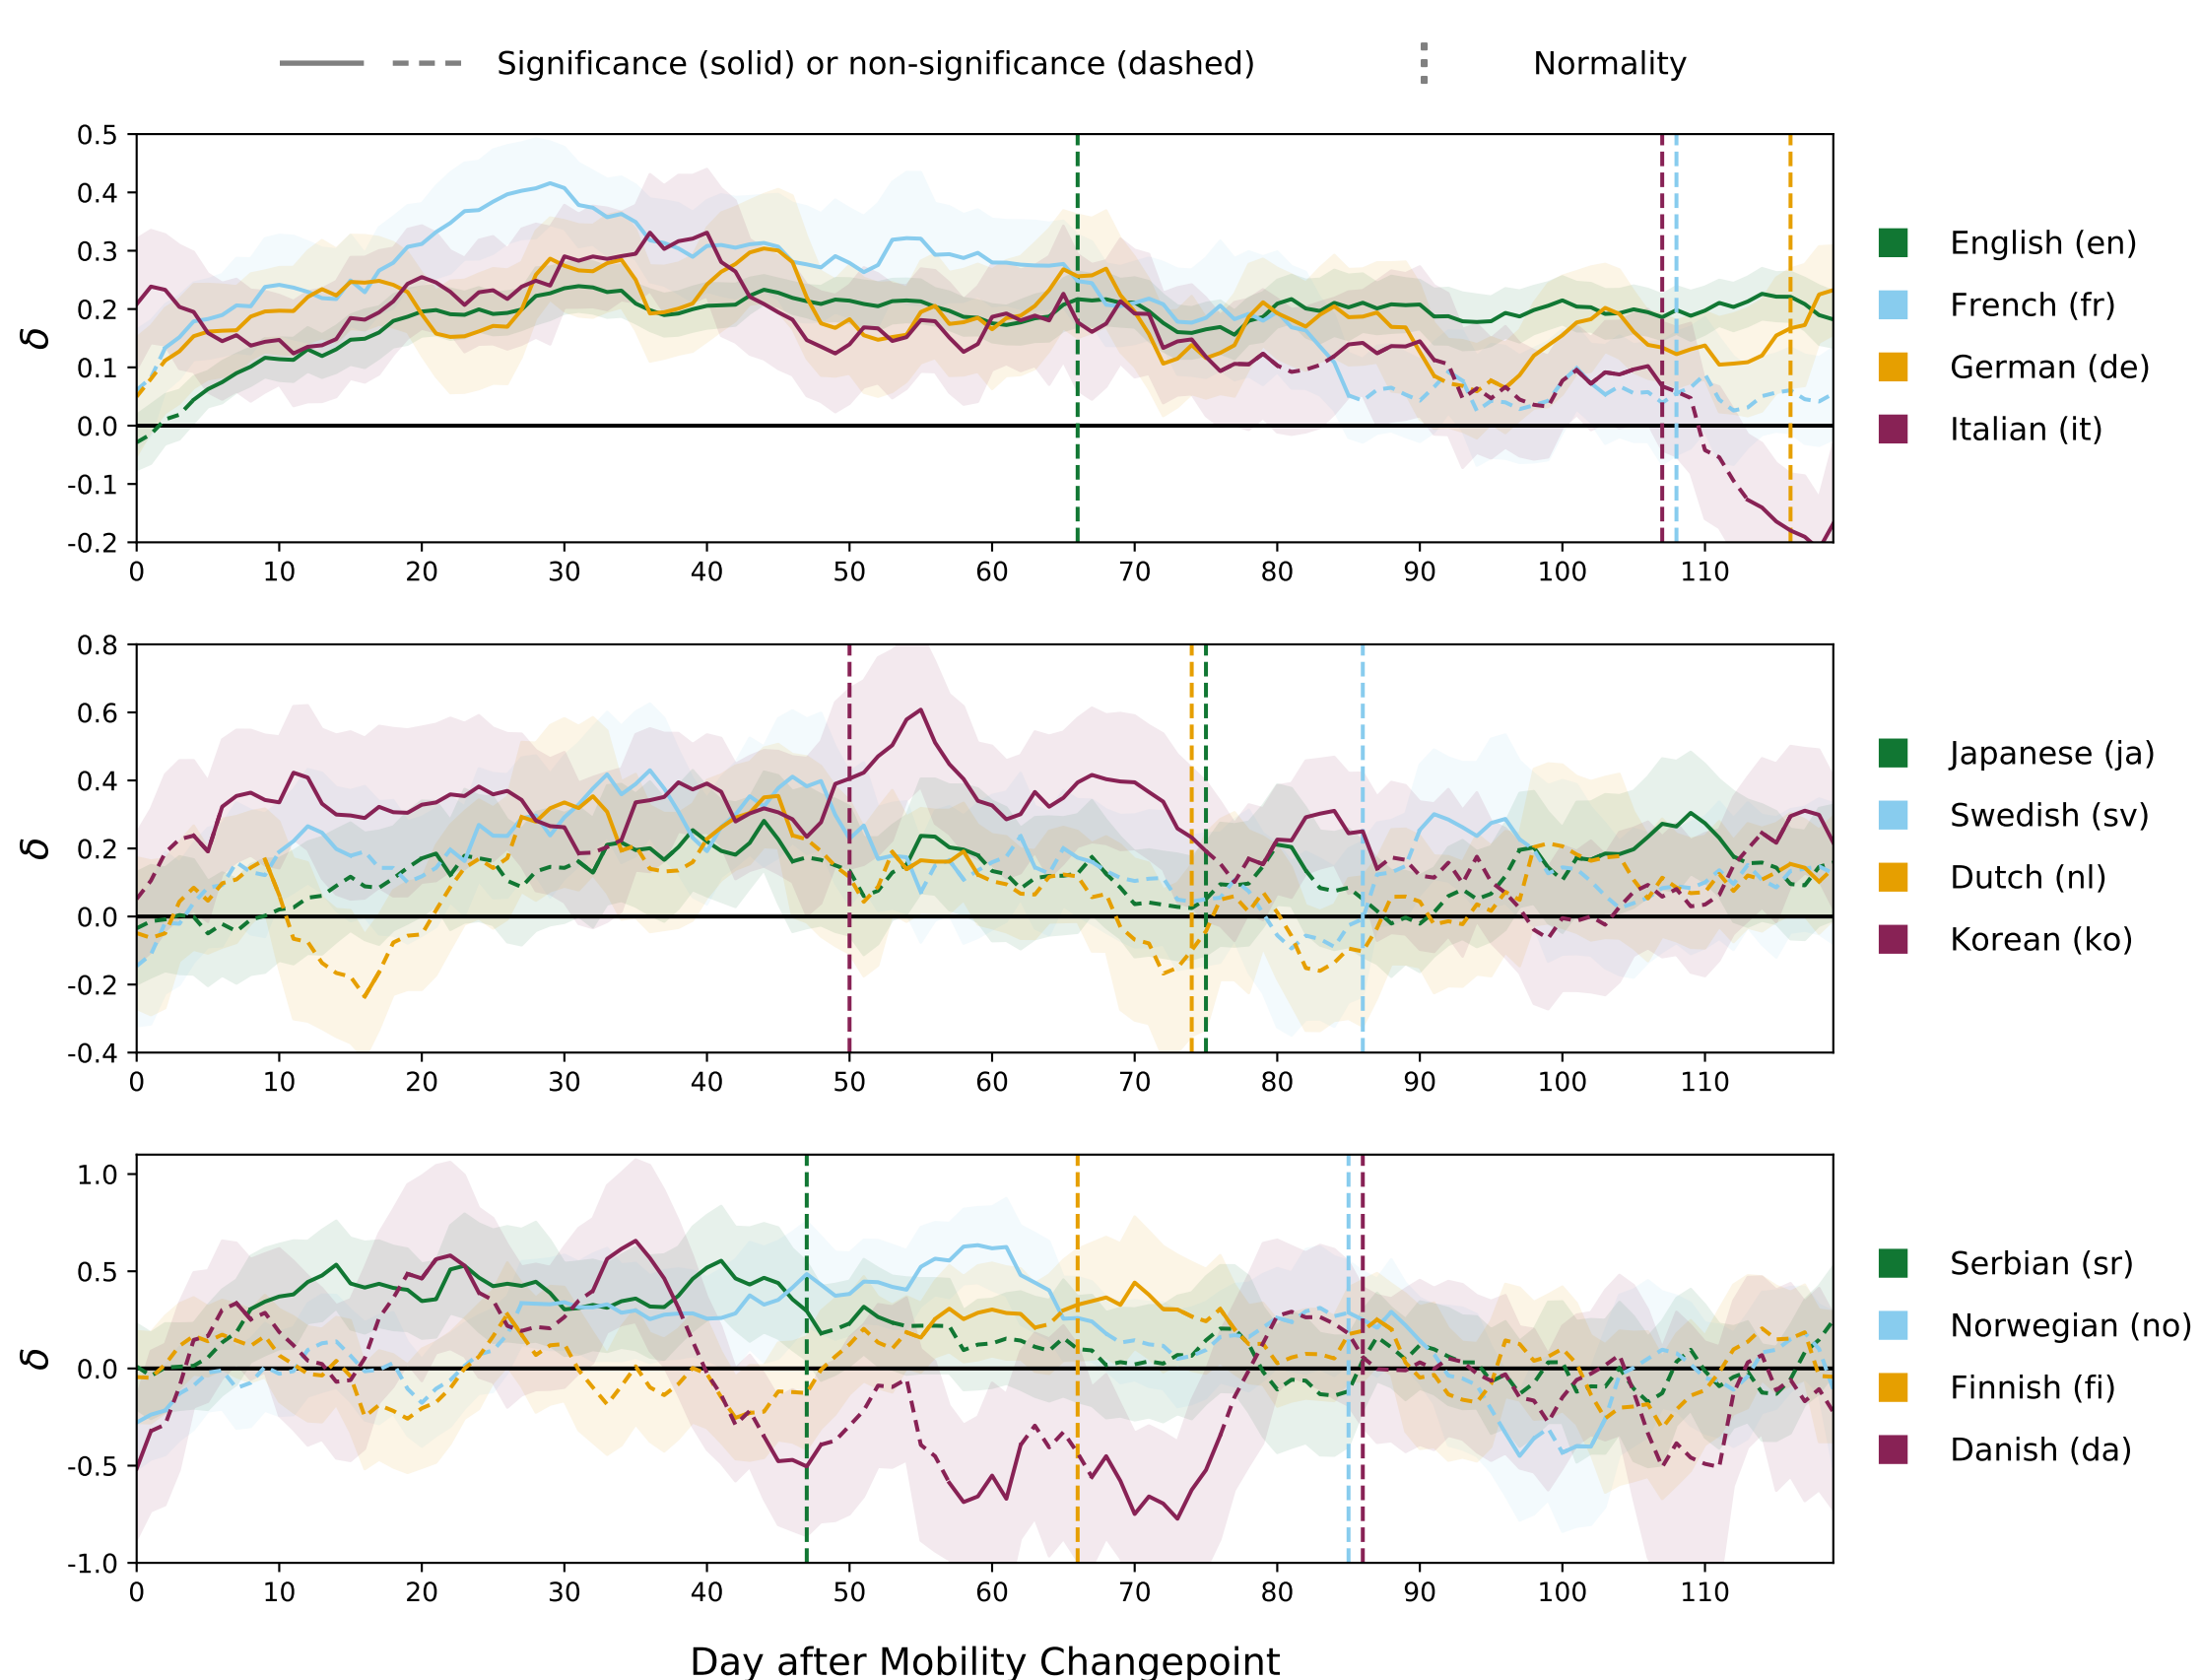 Significance (solid) or non-significance (dashed) Normality
0.5
0.4
0.3
0.2
0.1
0.0
-0.1
-0.2
δ
0 10 20 30 40 50 60 70 80 90 100 110
English (en)
French (fr)
German (de)
Italian (it)
0.8
0.6
0.4
0.2
0.0
-0.2
-0.4
δ
0 10 20 30 40 50 60 70 80 90 100 110
Japanese (ja)
Swedish (sv)
Dutch (nl)
Korean (ko)
1.0
0.5
0.0
-0.5
-1.0
δ
0 10 20 30 40 50 60 70 80 90 100 110
Serbian (sr)
Norwegian (no)
Finnish (fi)
Danish (da)
Day after Mobility Changepoint